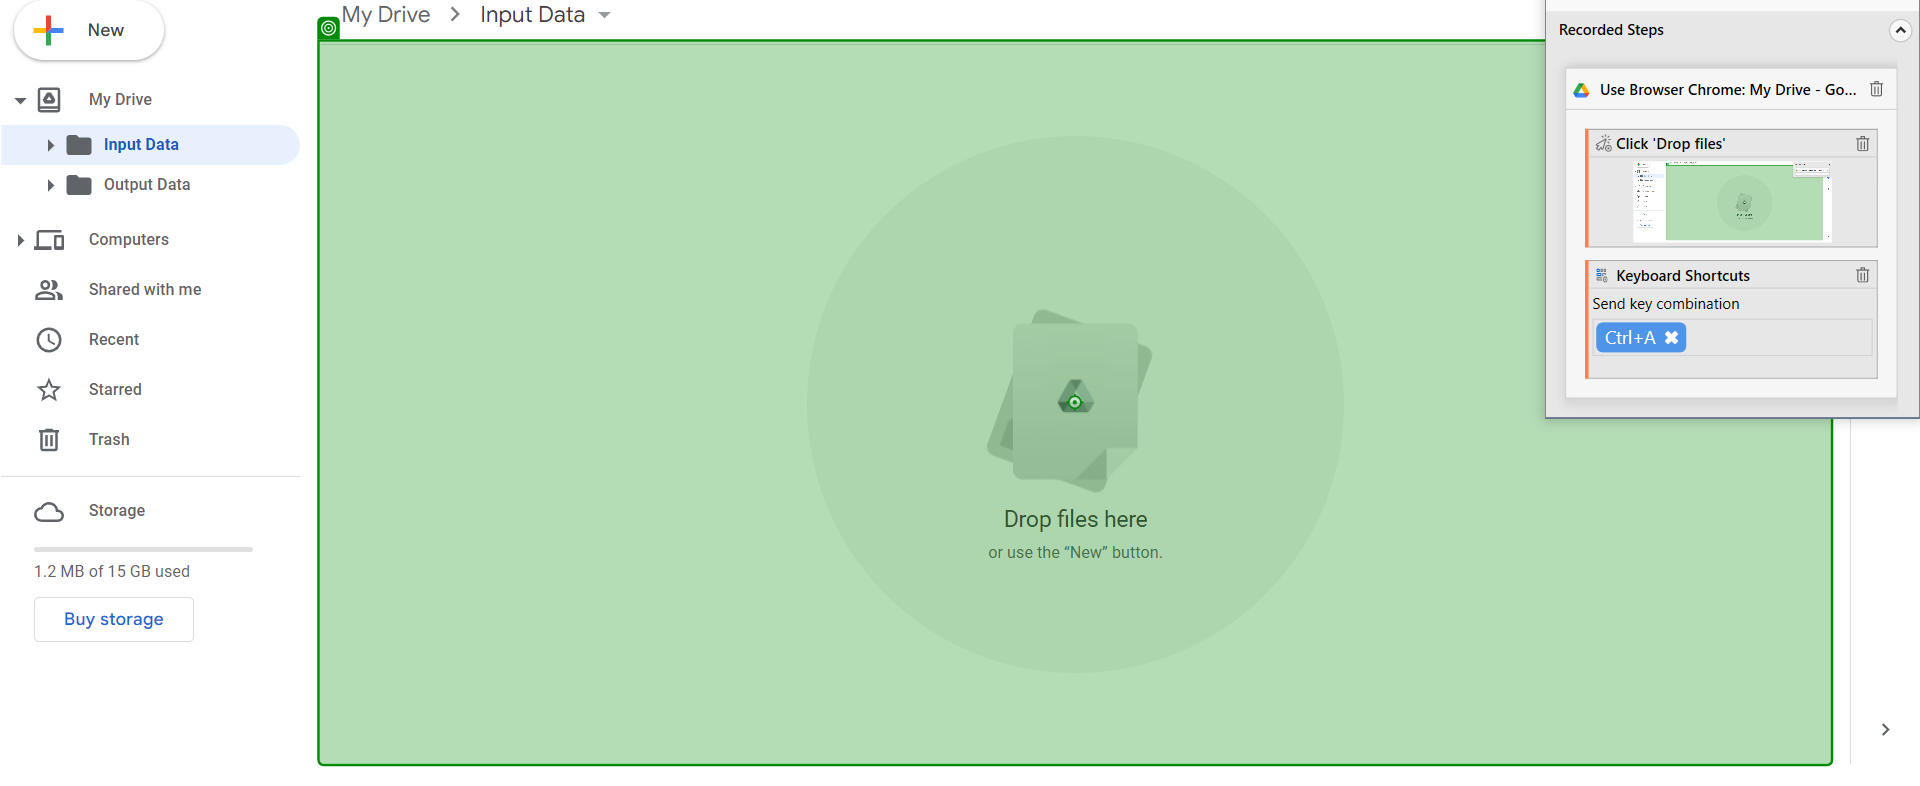 New
My Drive
Input Data
Output Data
Computers
Shared with me
Recent
Starred
Trash
Storage
1.2 MB of 15 GB used
Buy storage
My Drive > Input Data
Drop files here
or use the “New” button.
Recorded Steps
Use Browser Chrome: My Drive - Go...
Click 'Drop files'
Keyboard Shortcuts
Send key combination
Ctrl+A